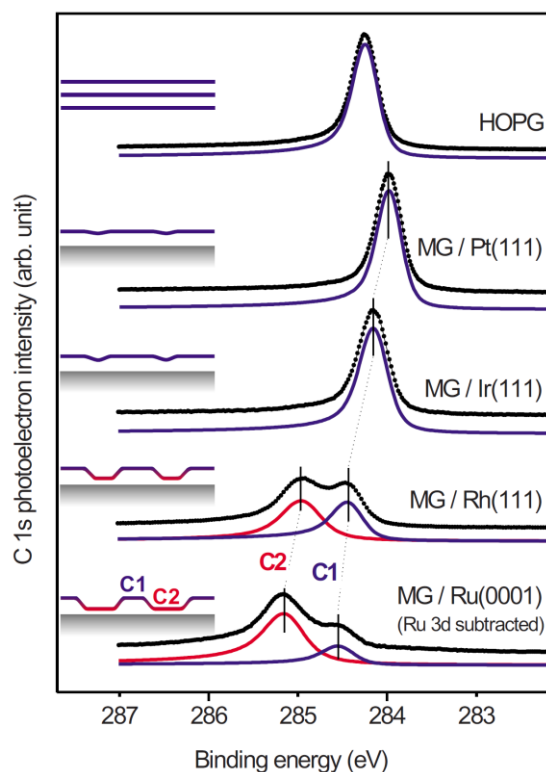 C 1s photoelectron intensity (arb. unit)
HOPG
MG / Pt(111)
MG / Ir(111)
MG / Rh(111)
C2
C1
MG / Ru(0001)
(Ru 3d subtracted)
C1
C2
287
286
285
284
283
Binding energy (eV)